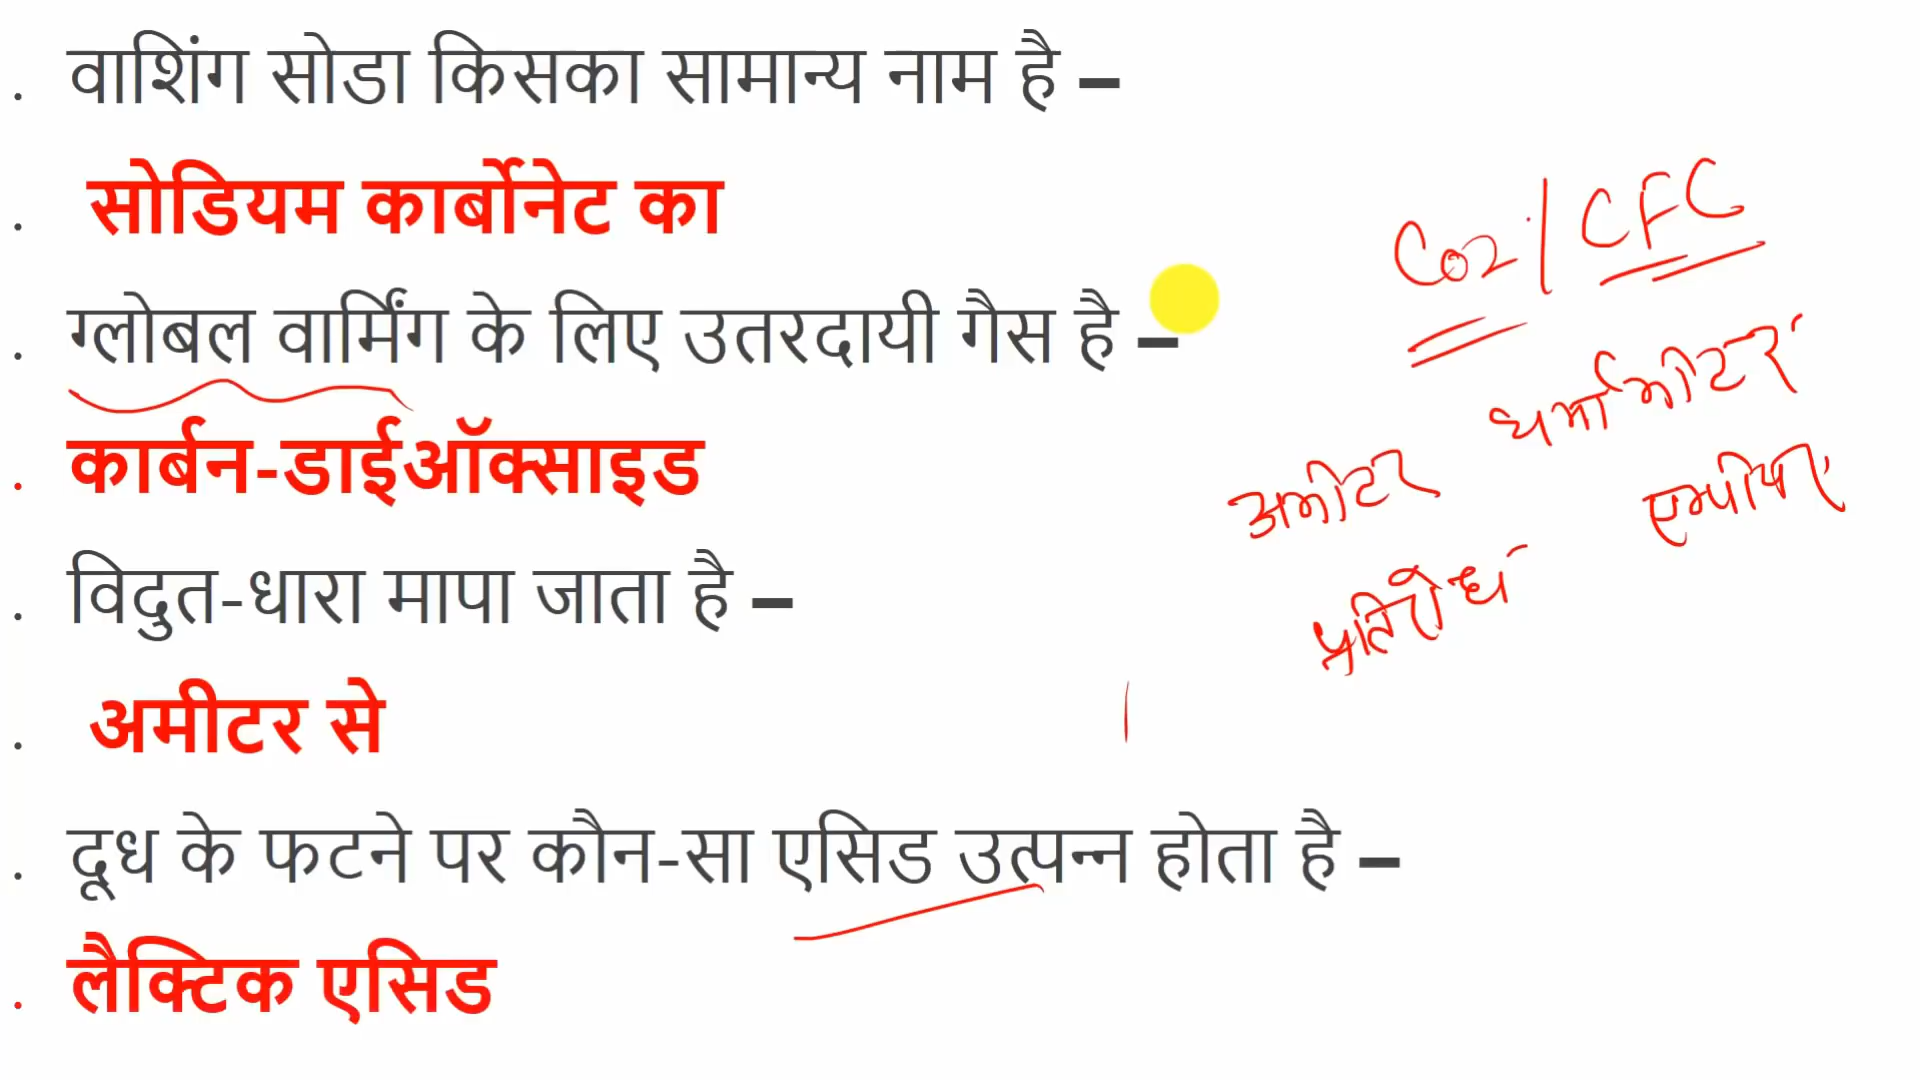 . वाशिंग सोडा किसका सामान्य नाम है –
. सोडियम कार्बोनेट का
. ग्लोबल वार्मिंग के लिए उतरदायी गैस है –
. कार्बन-डाईऑक्साइड
. विदुत-धारा मापा जाता है –
. अमीटर से
. दूध के फटने पर कौन-सा एसिड उत्पन्न होता है –
. लैक्टिक एसिड
CO2 / CFC
थर्मामीटर
अमीटर
एम्पीयर
प्रतिरोध